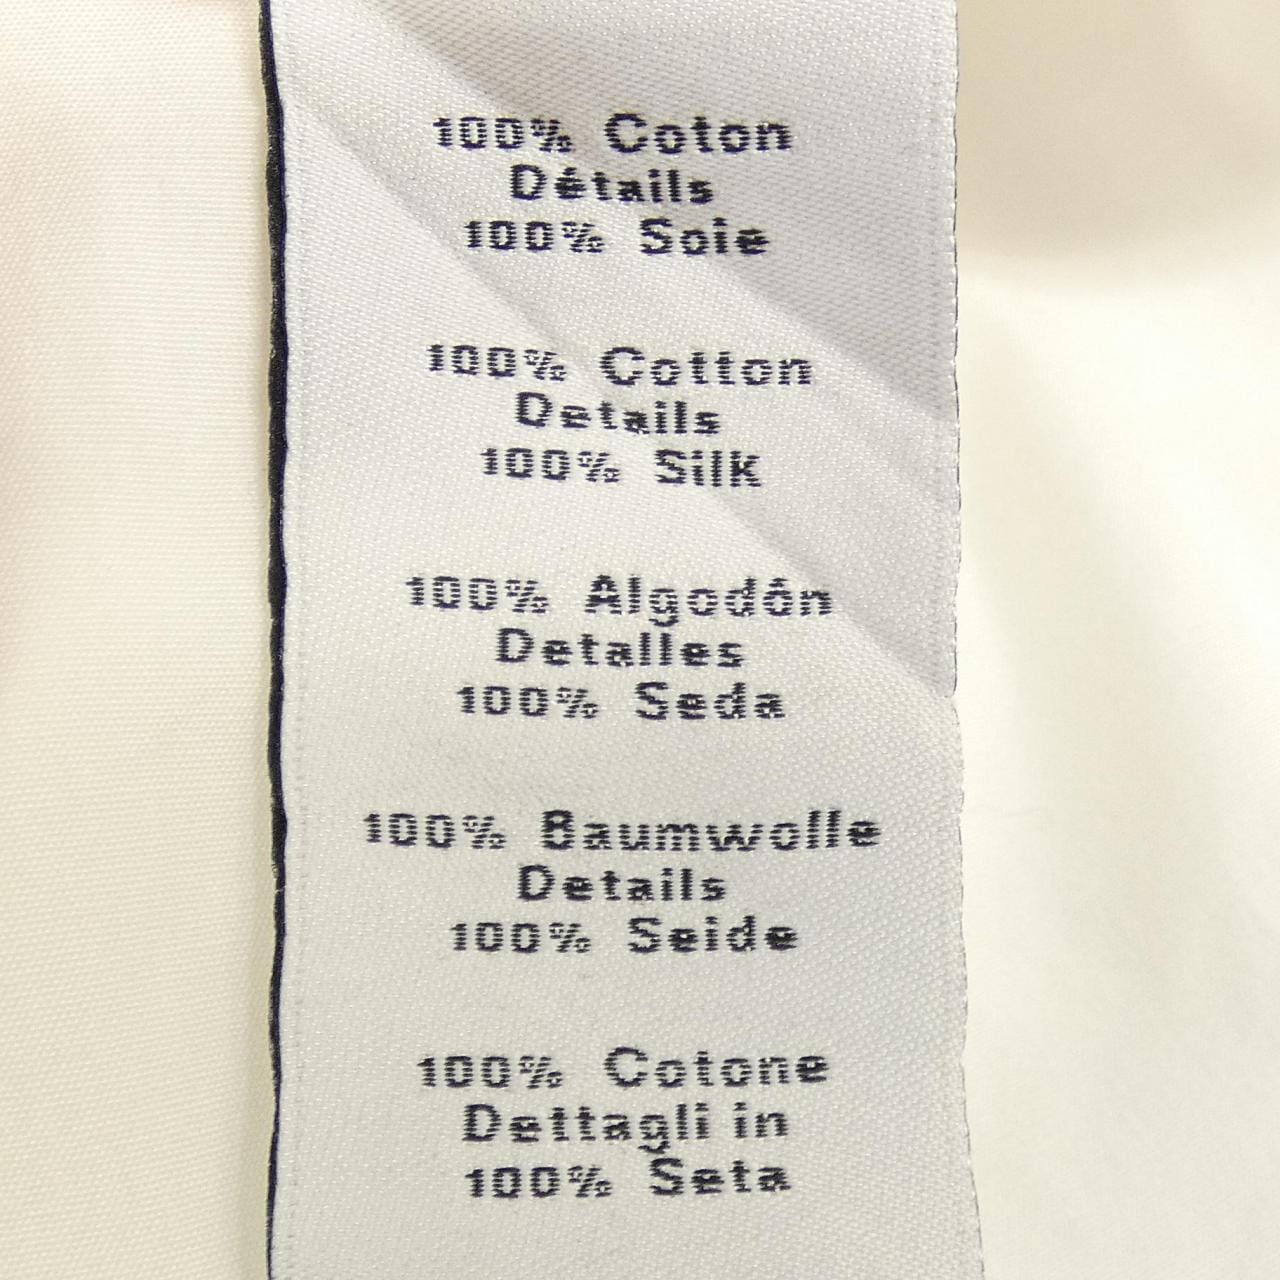 100% Coton
Détails
100% Soie
100% Cotton
Details
100% Silk
100% Algodón
Detalles
100% Seda
100% Baumwolle
Details
100% Seide
100% Cotone
Dettagli in
100% Seta